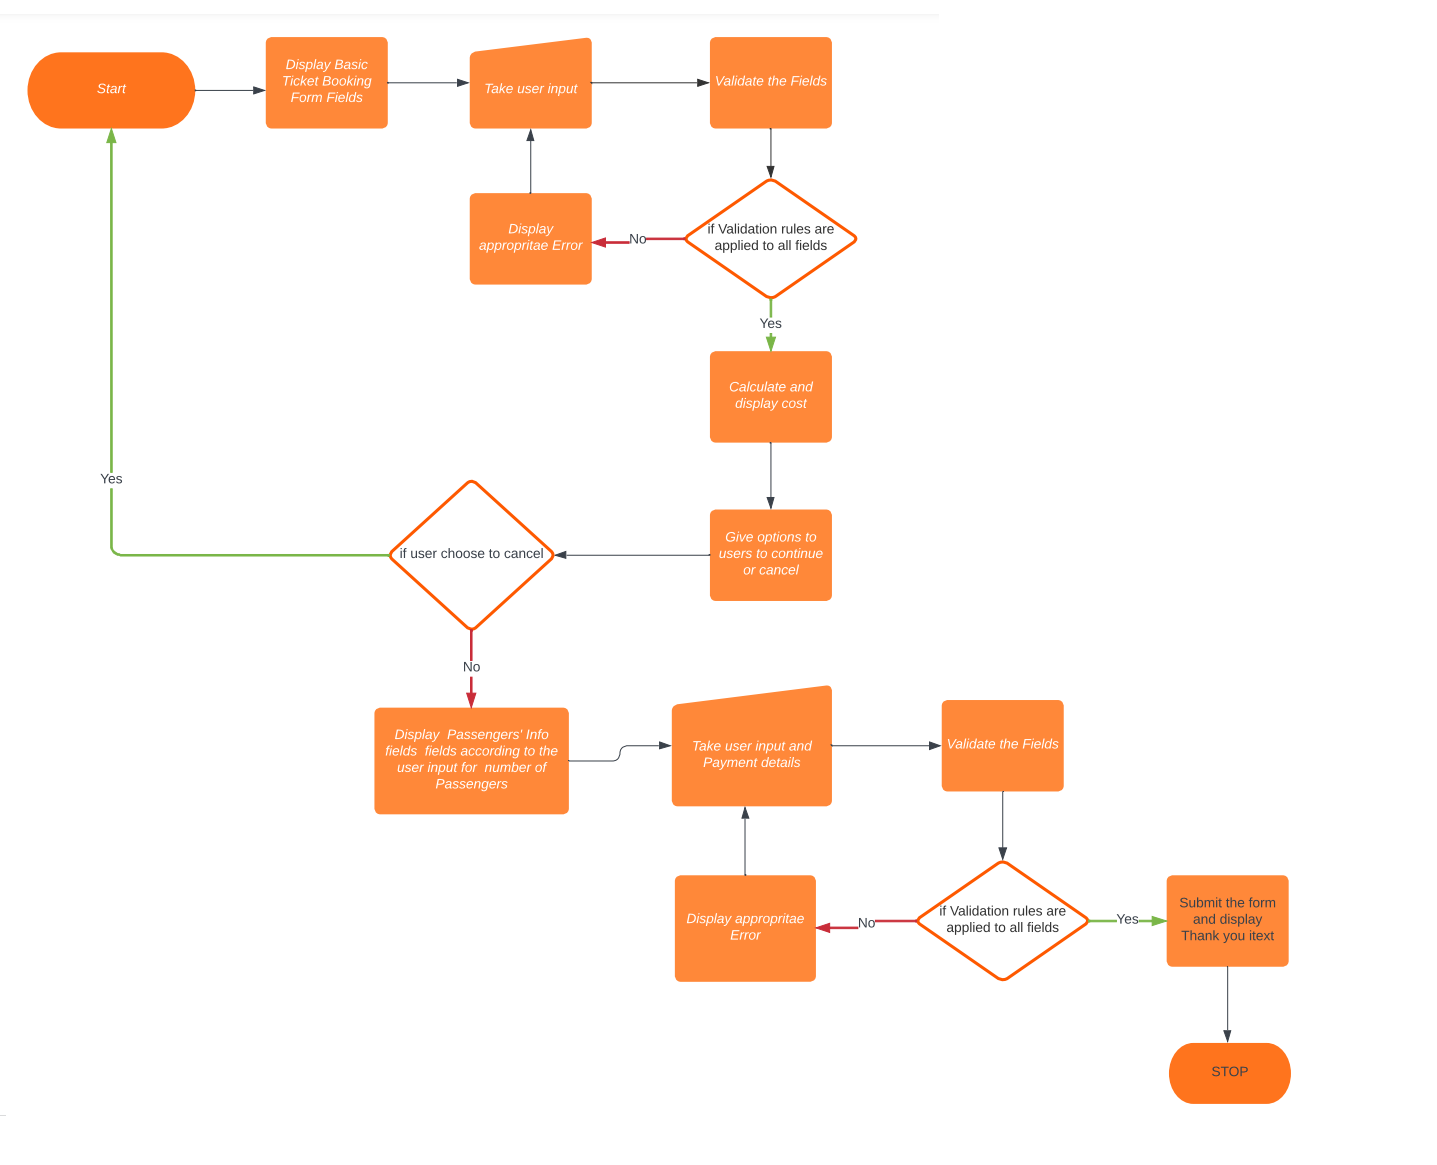 Start
Display Basic
Ticket Booking
Form Fields
Take user input
Validate the Fields
Display
appropritae Error
No
if Validation rules are
applied to all fields
Yes
Calculate and
display cost
Give options to
users to continue
or cancel
if user choose to cancel
Yes
No
Display  Passengers' Info
fields  fields according to the
user input for  number of
Passengers
Take user input and
Payment details
Validate the Fields
if Validation rules are
applied to all fields
No
Display appropritae
Error
Yes
Submit the form
and display
Thank you itext
STOP